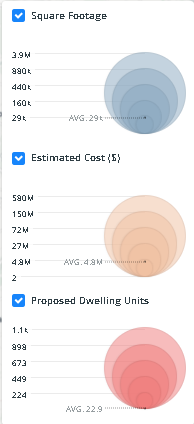 Square Footage
3.9M
880k
440k
160k
29k AVG. 29k
Estimated Cost ($)
580M
150M
72M
27M
4.8M AVG. 4.8M
2
Proposed Dwelling Units
1.1k
898
673
449
224
AVG. 22.9